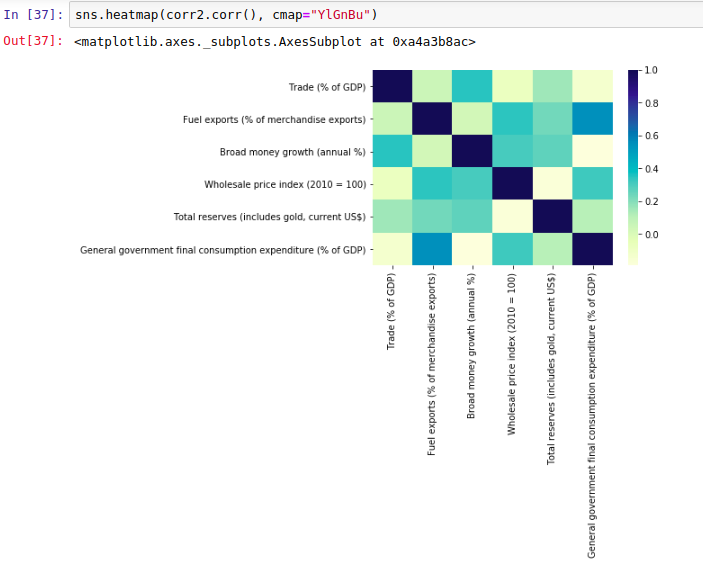 In [37]: sns.heatmap(corr2.corr(), cmap="YlGnBu")
Out[37]: <matplotlib.axes._subplots.AxesSubplot at 0xa4a3b8ac>
Trade (% of GDP)
Fuel exports (% of merchandise exports)
Broad money growth (annual %)
Wholesale price index (2010 = 100)
Total reserves (includes gold, current US$)
General government final consumption expenditure (% of GDP)
1.0
0.8
0.6
0.4
0.2
0.0
Trade (% of GDP)
Fuel exports (% of merchandise exports)
Broad money growth (annual %)
Wholesale price index (2010 = 100)
Total reserves (includes gold, current US$)
General government final consumption expenditure (% of GDP)